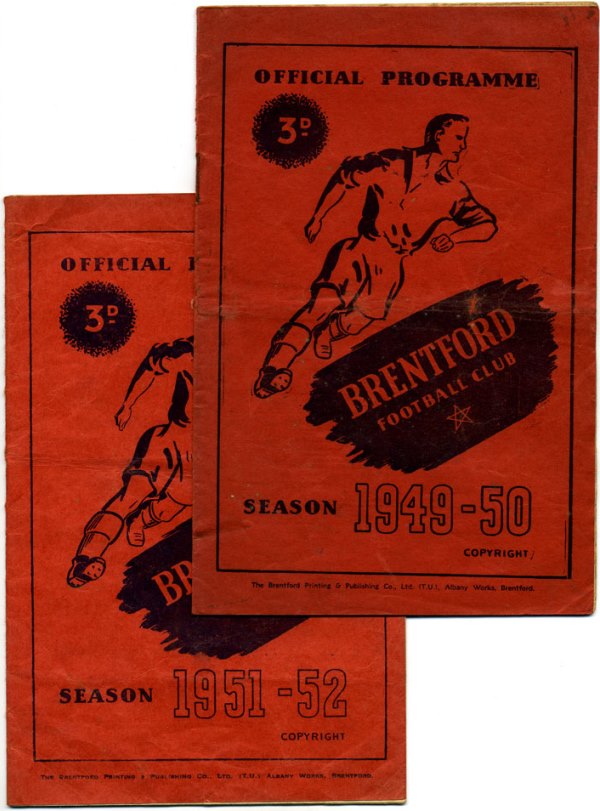 OFFICIAL PROGRAMME
3D
BRENTFORD
FOOTBALL CLUB
SEASON 1949-50
COPYRIGHT
The Brentford Printing & Publishing Co., Ltd. (T.U.), Albany Works, Brentford.
OFFICIAL
3D
BR
SEASON 1951-52
COPYRIGHT
THE BRENTFORD PRINTING & PUBLISHING CO., LTD. (T.U.) ALBANY WORKS, BRENTFORD.